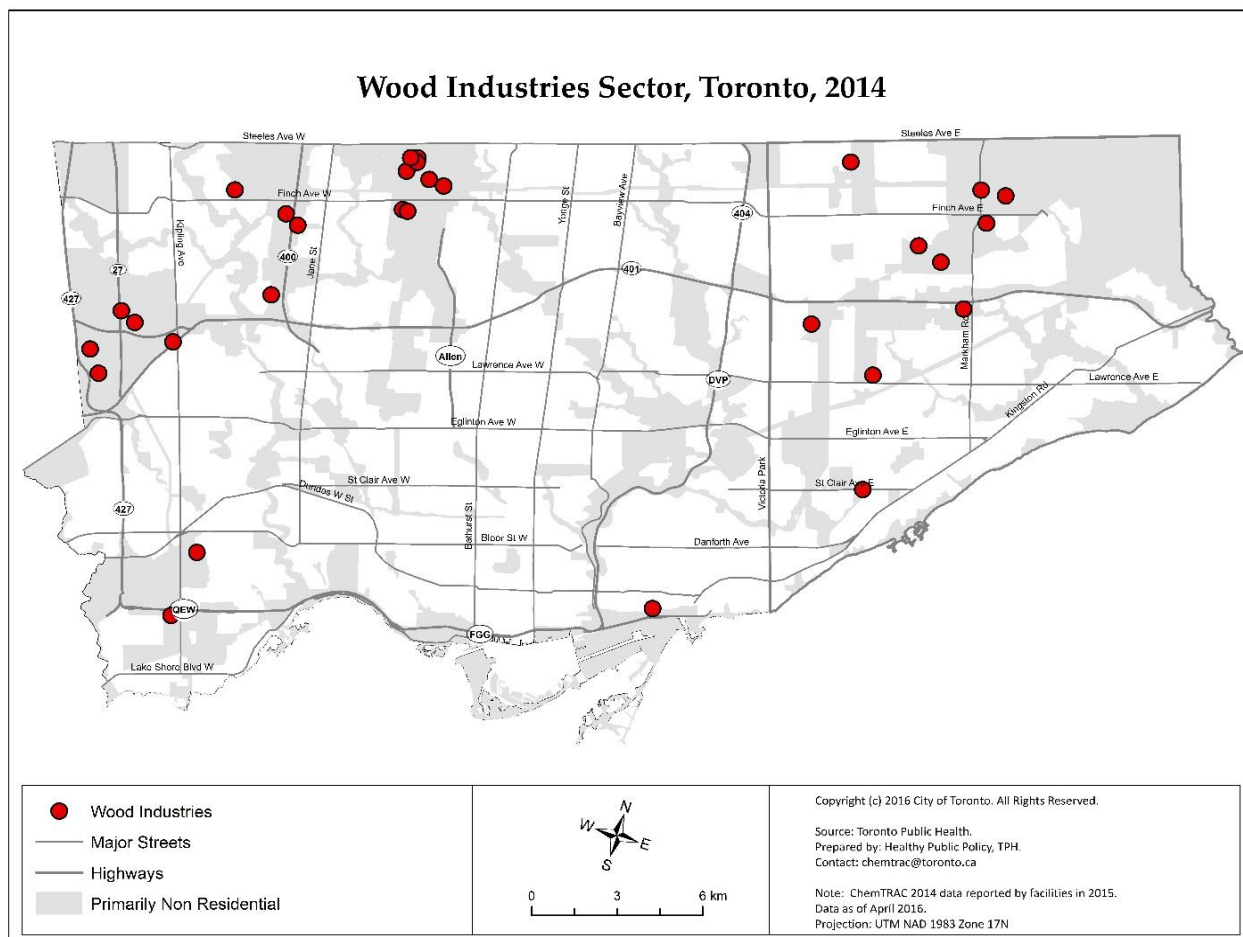 Wood Industries Sector, Toronto, 2014
Steeles Ave W
Steeles Ave E
Finch Ave W
Finch Ave E
Kipling Ave
Jane St
Yonge St
Bayview Ave
404
400
401
27
427
Markham Rd
Allen
Lawrence Ave W
DVP
Lawrence Ave E
Kingston Rd
Eglinton Ave W
Eglinton Ave E
St Clair Ave W
St Clair Ave E
Dundas W St
Victoria Park
427
Bathurst St
Bloor St W
Danforth Ave
QEW
FGG
Lake Shore Blvd W
Wood Industries
Major Streets
Highways
Primarily Non Residential
N
W
E
S
0 3 6 km
Copyright (c) 2016 City of Toronto. All Rights Reserved.
Source: Toronto Public Health.
Prepared by: Healthy Public Policy, TPH.
Contact: chemtrac@toronto.ca
Note: ChemTRAC 2014 data reported by facilities in 2015.
Data as of April 2016.
Projection: UTM NAD 1983 Zone 17N